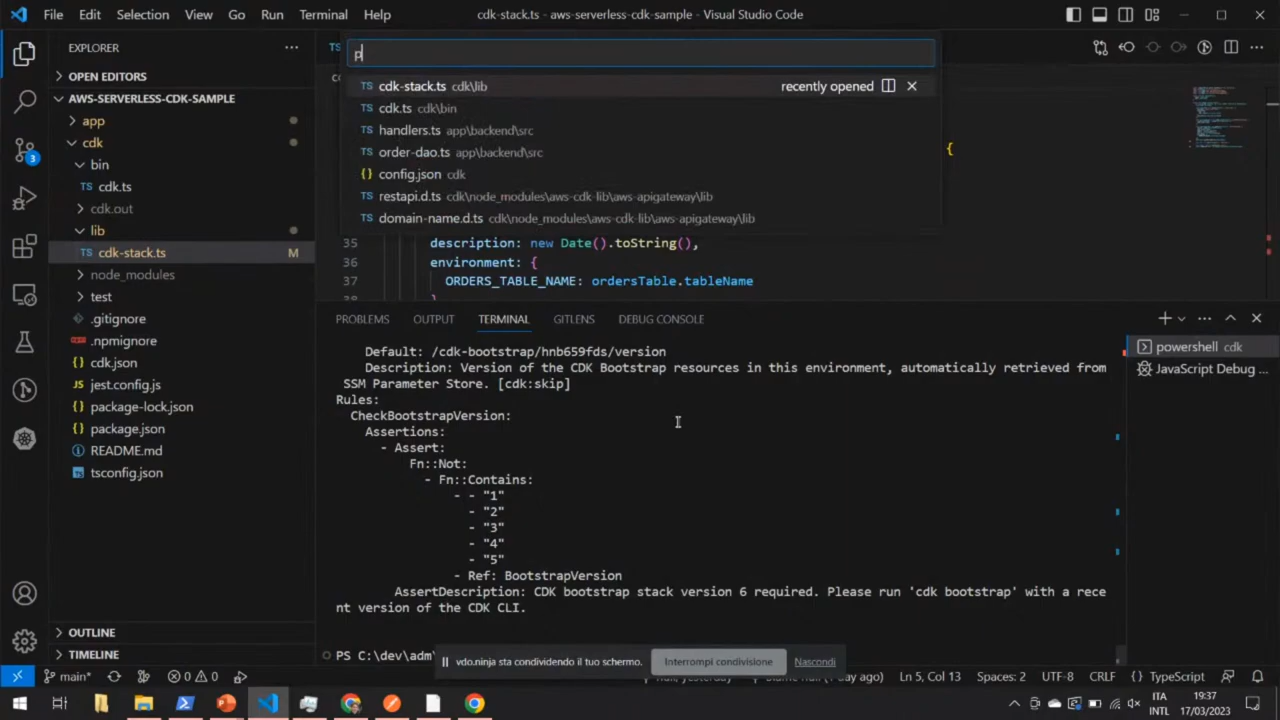 File Edit Selection View Go Run Terminal Help cdk-stack.ts - aws-serverless-cdk-sample - Visual Studio Code
EXPLORER
p
OPEN EDITORS
AWS-SERVERLESS-CDK-SAMPLE
app
cdk
bin
TS cdk.ts
cdk.out
lib
TS cdk-stack.ts M
node_modules
test
.gitignore
.npmignore
{} cdk.json
JS jest.config.js
{} package-lock.json
{} package.json
README.md
tsconfig.json
OUTLINE
TIMELINE
TS cdk-stack.ts cdk\lib recently opened
TS cdk.ts cdk\bin
TS handlers.ts app\backend\src
TS order-dao.ts app\backend\src
{} config.json cdk
TS restapi.d.ts cdk\node_modules\aws-cdk-lib\aws-apigateway\lib
TS domain-name.d.ts cdk\node_modules\aws-cdk-lib\aws-apigateway\lib
{
35 description: new Date().toString(),
36 environment: {
37 ORDERS_TABLE_NAME: ordersTable.tableName
38 }
PROBLEMS OUTPUT TERMINAL GITLENS DEBUG CONSOLE
powershell cdk
JavaScript Debug ...
Default: /cdk-bootstrap/hnb659fds/version
Description: Version of the CDK Bootstrap resources in this environment, automatically retrieved from
SSM Parameter Store. [cdk:skip]
Rules:
CheckBootstrapVersion:
Assertions:
- Assert:
Fn::Not:
- Fn::Contains:
- - "1"
- "2"
- "3"
- "4"
- "5"
- Ref: BootstrapVersion
AssertDescription: CDK bootstrap stack version 6 required. Please run 'cdk bootstrap' with a rece
nt version of the CDK CLI.
PS C:\dev\adm\
vdo.ninja sta condividendo il tuo schermo. Interrompi condivisione Nascondi
3
main* 0 0 Ln 5, Col 13 Spaces: 2 UTF-8 CRLF {} TypeScript
ITA
INTL
19:37
17/03/2023